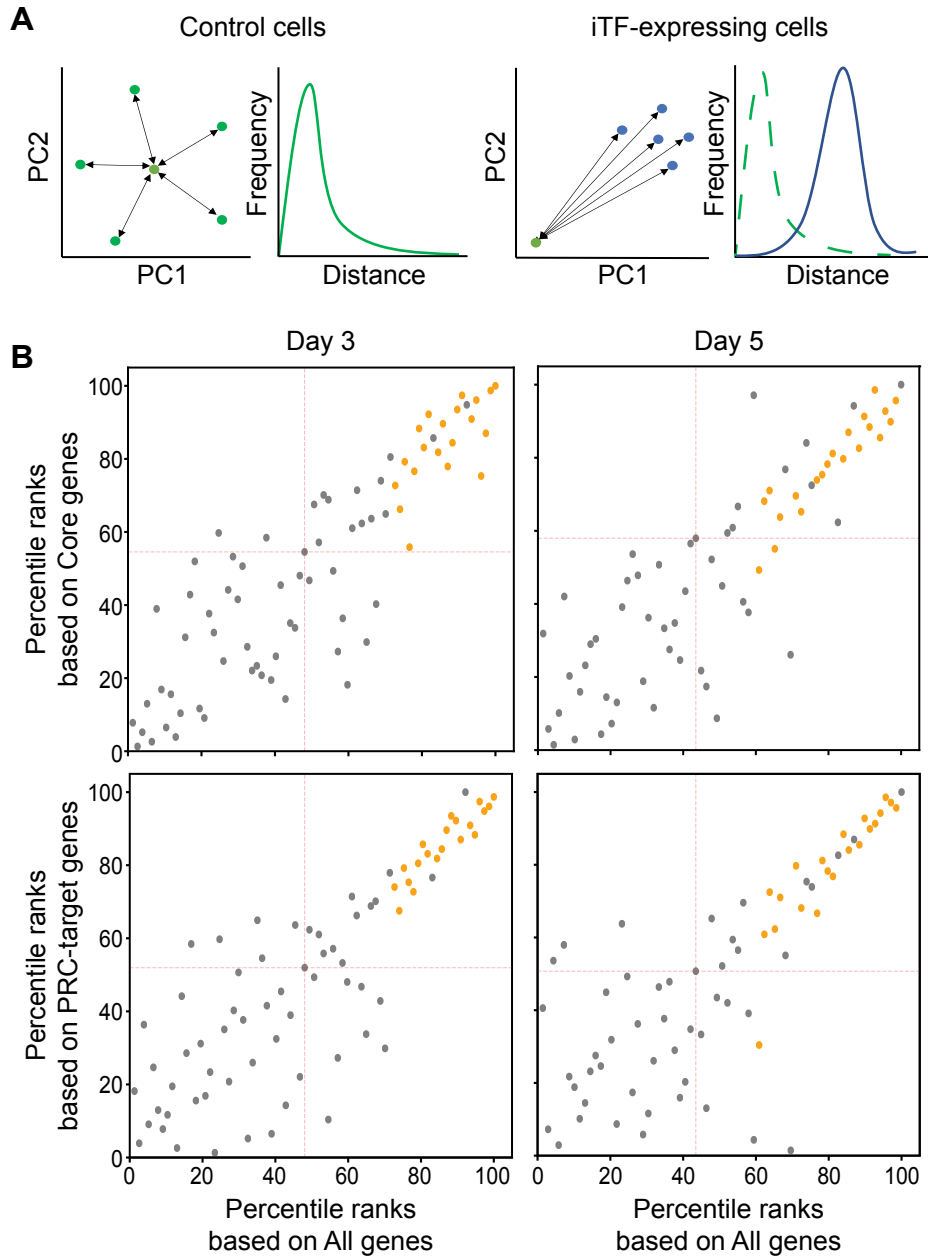 A
Control cells
iTF-expressing cells
PC2
PC1
Frequency
Distance
PC2
PC1
Frequency
Distance
B
Day 3
Day 5
Percentile ranks
based on Core genes
100
80
60
40
20
0
Percentile ranks
based on PRC-target genes
100
80
60
40
20
0
0 20 40 60 80 100
0 20 40 60 80 100
Percentile ranks
based on All genes
Percentile ranks
based on All genes